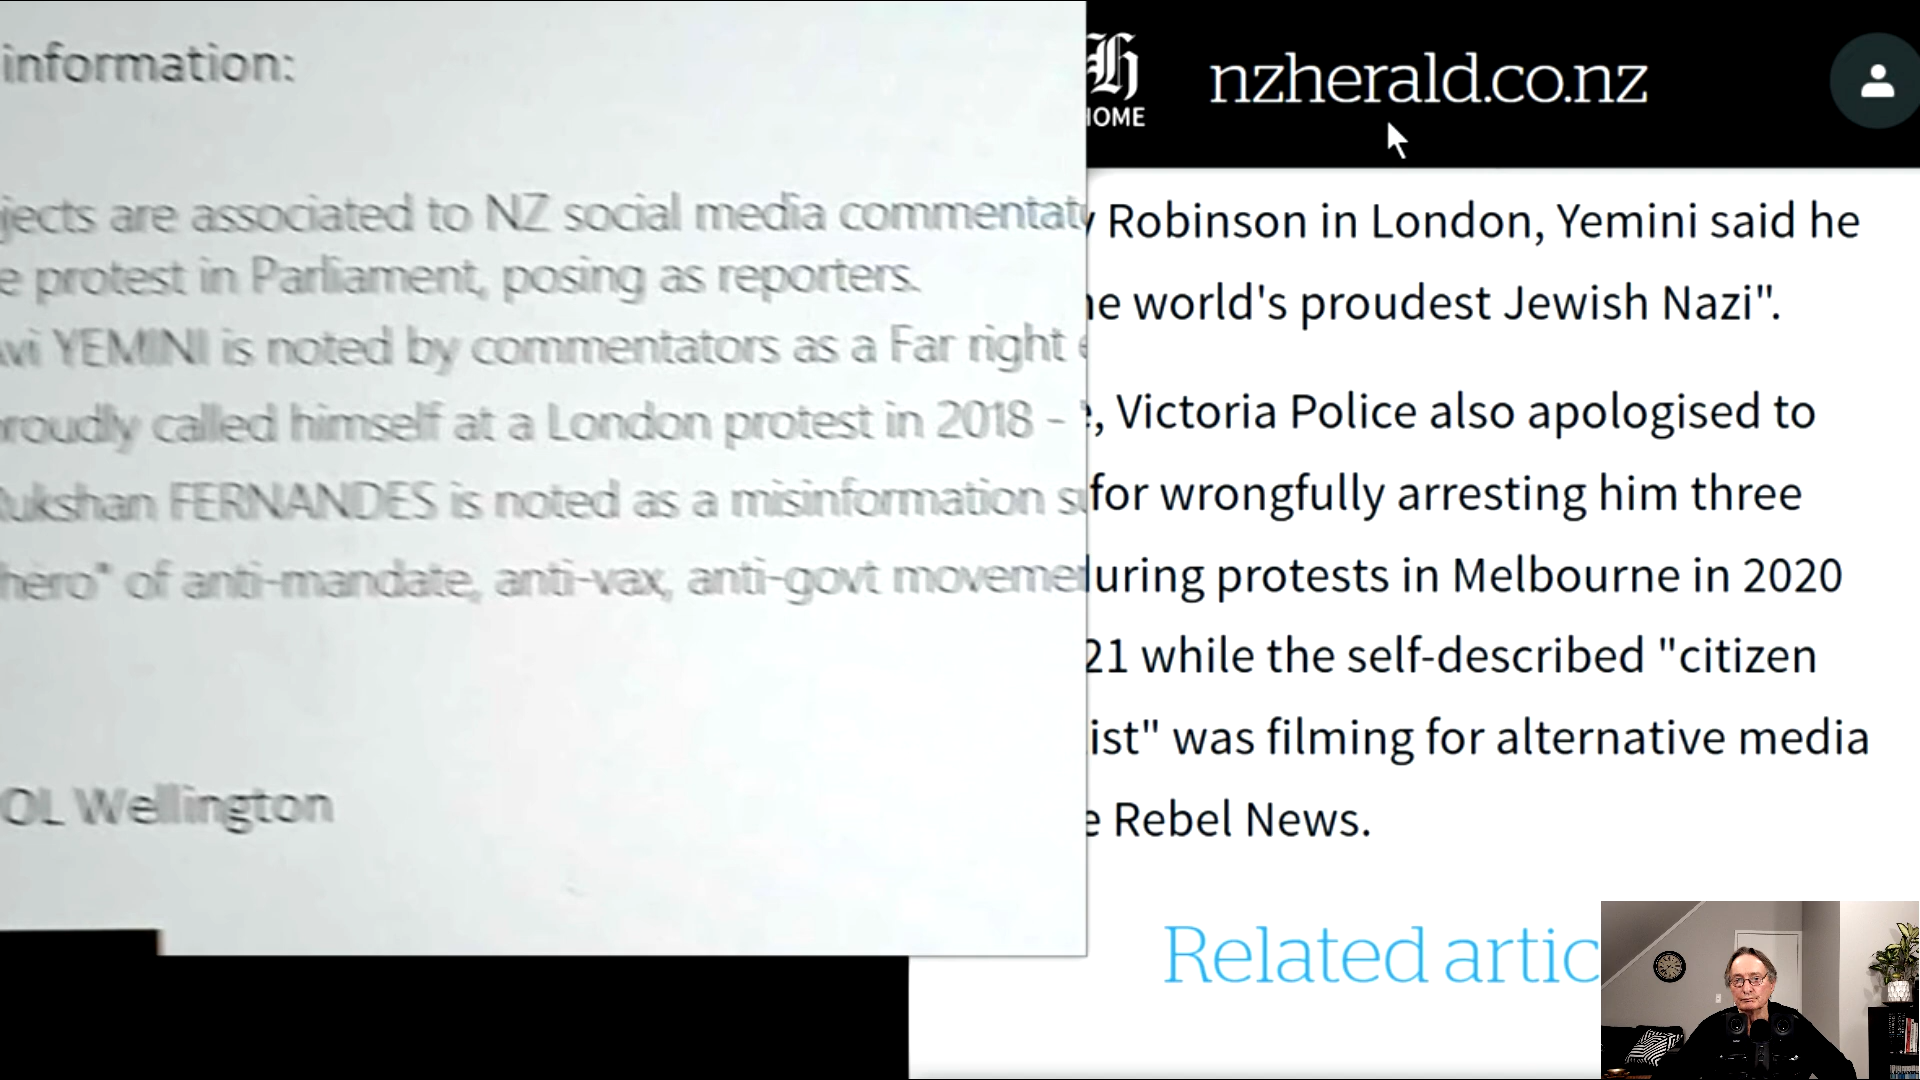 information:
jects are associated to NZ social media commentat
e protest in Parliament, posing as reporters.
vi YEMINI is noted by commentators as a Far right
roudly called himself at a London protest in 2018 -
Rukshan FERNANDES is noted as a misinformation
hero" of anti-mandate, anti-vax, anti-govt moveme
OL Wellington
HOME
nzherald.co.nz
Robinson in London, Yemini said he
he world's proudest Jewish Nazi".
, Victoria Police also apologised to
for wrongfully arresting him three
during protests in Melbourne in 2020
21 while the self-described "citizen
ist" was filming for alternative media
e Rebel News.
Related artic